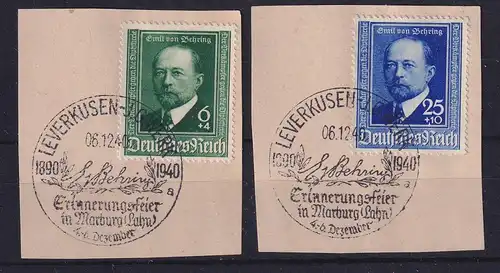 Emil von Behring
6
+4
Deutsches Reich
LEVERKUSEN-
06.12.40
1890
1940
E. Behring
a
Erinnerungsfeier
in Marburg (Lahn)
4.-6. Dezember
Emil von Behring
25
+10
Deutsches Reich
LEVERKUSEN-
06.12.40
1890
1940
E. Behring
a
Erinnerungsfeier
in Marburg (Lahn)
4.-6. Dezember